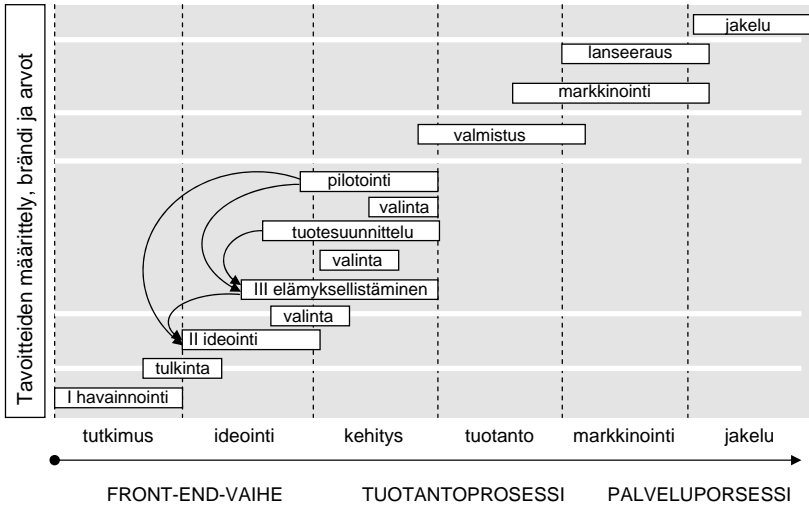 Tavoitteiden määrittely, brändi ja arvot
jakelu
lanseeraus
markkinointi
valmistus
pilotointi
valinta
tuotesuunnittelu
valinta
III elämyksellistäminen
valinta
II ideointi
tulkinta
I havainnointi
tutkimus ideointi kehitys tuotanto markkinointi jakelu
FRONT-END-VAIHE TUOTANTOPROSESSI PALVELUPORSESSI